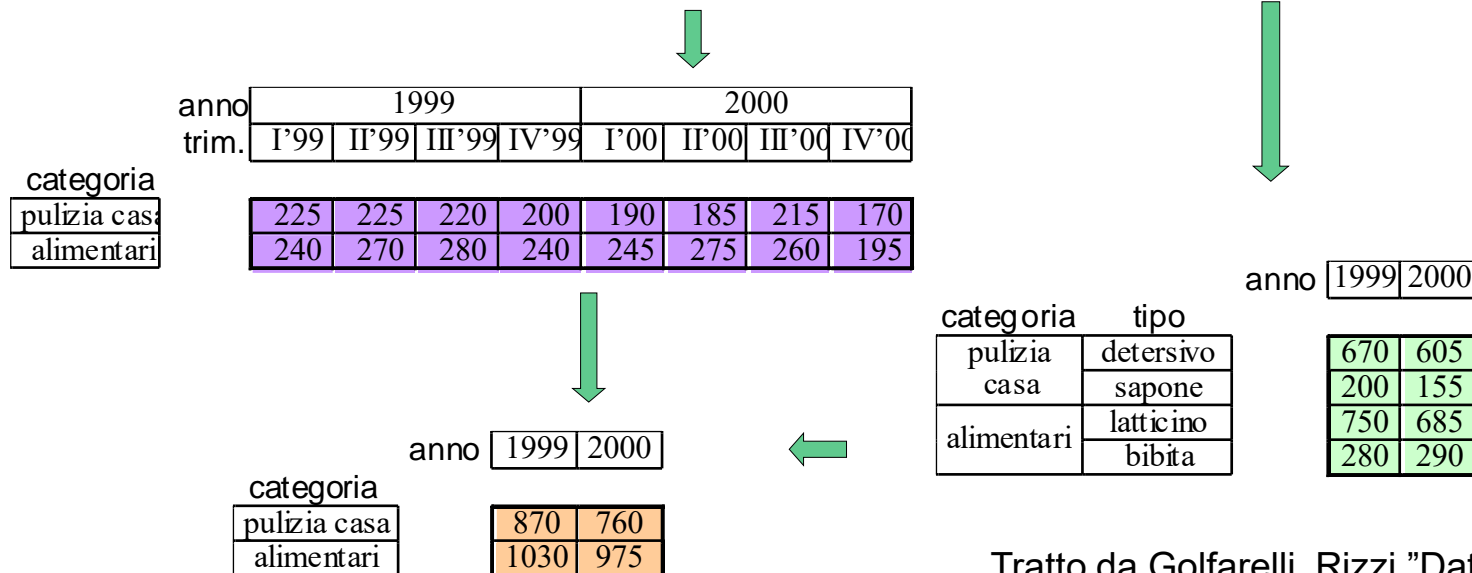 anno 1999 2000
trim. I’99 II’99 III’99 IV’99 I’00 II’00 III’00 IV’00
categoria
pulizia casa 225 225 220 200 190 185 215 170
alimentari 240 270 280 240 245 275 260 195
anno 1999 2000
categoria tipo
pulizia casa detersivo 670 605
sapone 200 155
alimentari latticino 750 685
bibita 280 290
anno 1999 2000
categoria
pulizia casa 870 760
alimentari 1030 975
Tratto da Golfarelli, Rizzi,”Dat